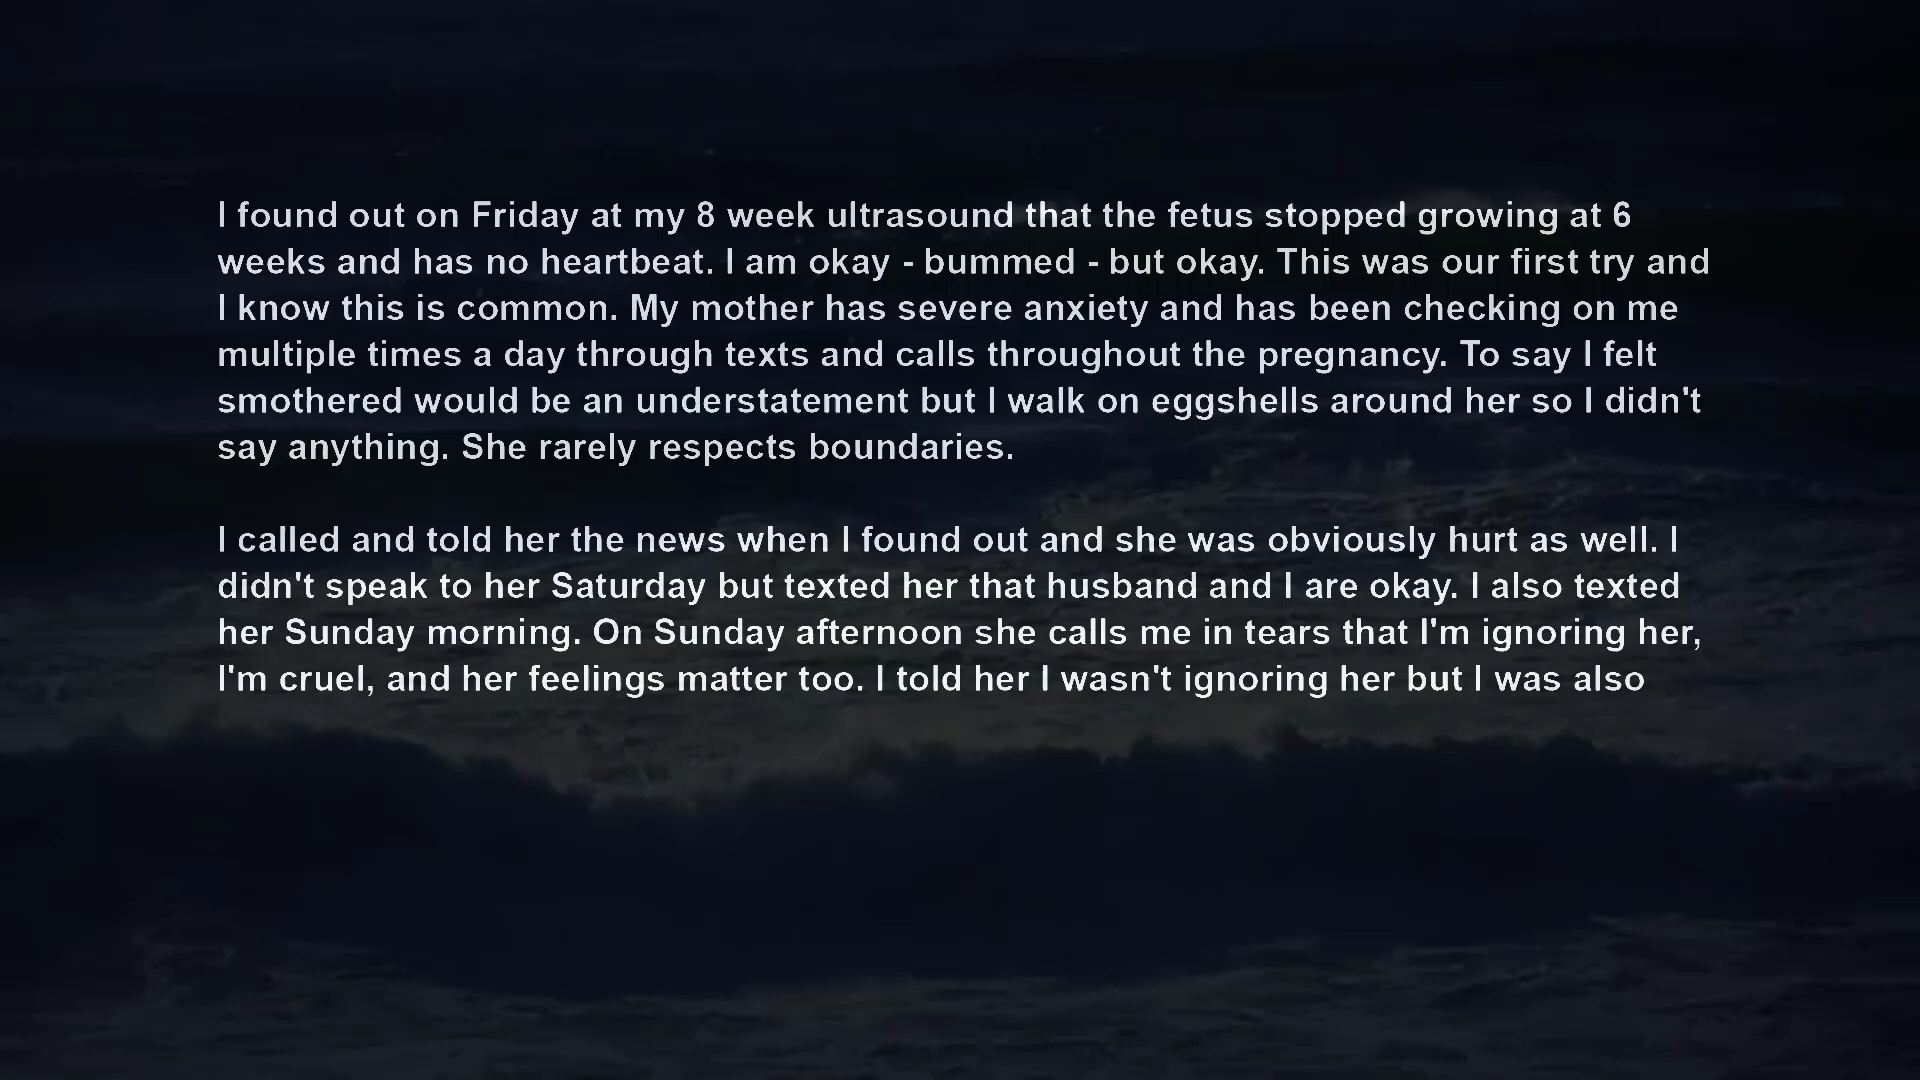 I found out on Friday at my 8 week ultrasound that the fetus stopped growing at 6
weeks and has no heartbeat. I am okay - bummed - but okay. This was our first try and
I know this is common. My mother has severe anxiety and has been checking on me
multiple times a day through texts and calls throughout the pregnancy. To say I felt
smothered would be an understatement but I walk on eggshells around her so I didn't
say anything. She rarely respects boundaries.

I called and told her the news when I found out and she was obviously hurt as well. I
didn't speak to her Saturday but texted her that husband and I are okay. I also texted
her Sunday morning. On Sunday afternoon she calls me in tears that I'm ignoring her,
I'm cruel, and her feelings matter too. I told her I wasn't ignoring her but I was also